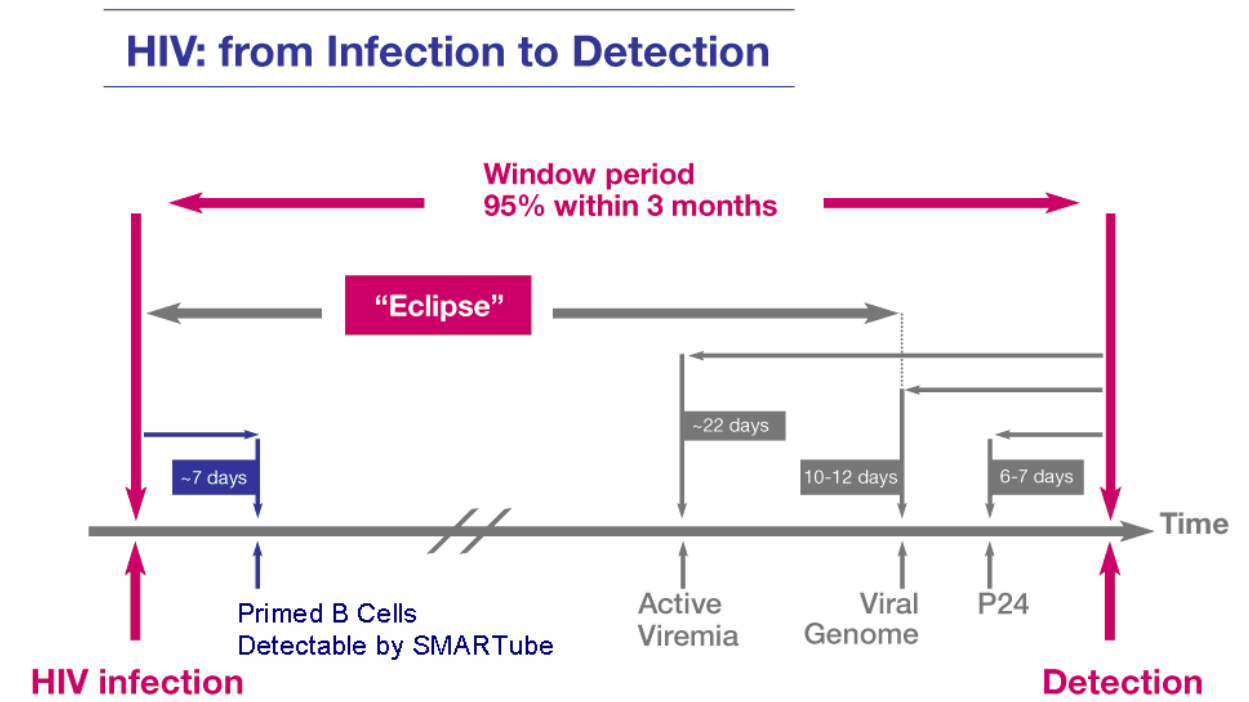 HIV: from Infection to Detection
Window period
95% within 3 months
“Eclipse”
~22 days
~7 days
10-12 days
6-7 days
Time
Primed B Cells
Detectable by SMARTube
Active
Viremia
Viral
Genome
P24
HIV infection
Detection